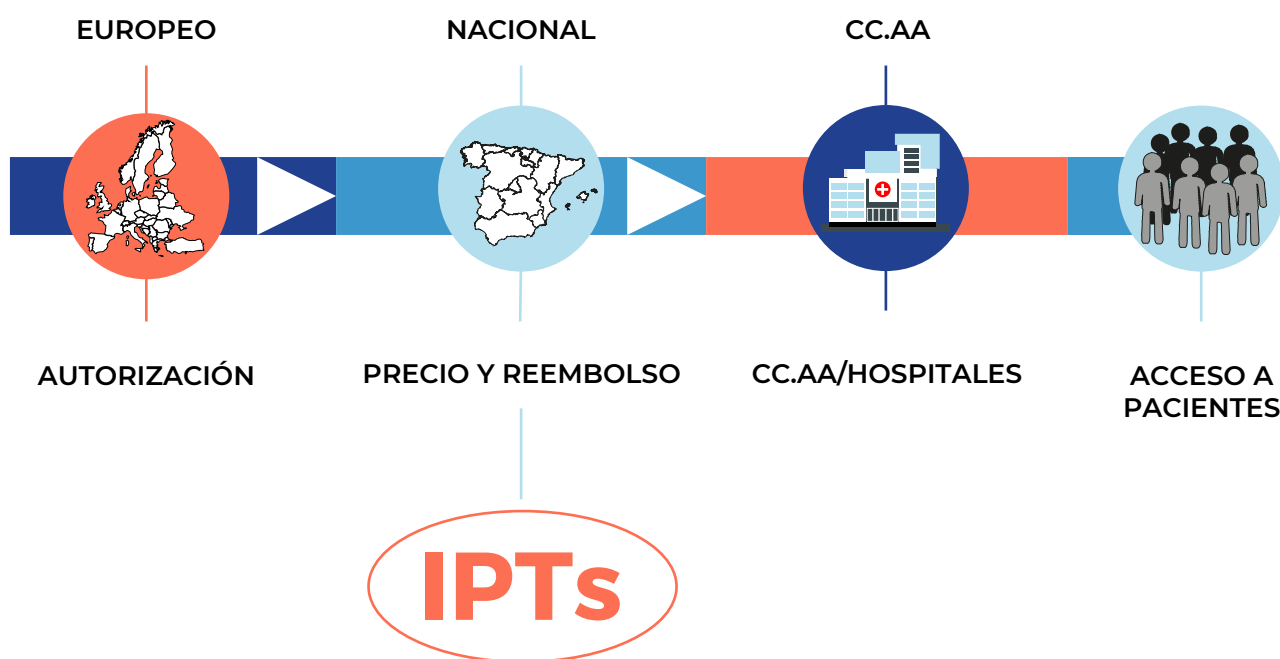 EUROPEO
NACIONAL
CC.AA
AUTORIZACIÓN
PRECIO Y REEMBOLSO
CC.AA/HOSPITALES
ACCESO A
PACIENTES
IPTs